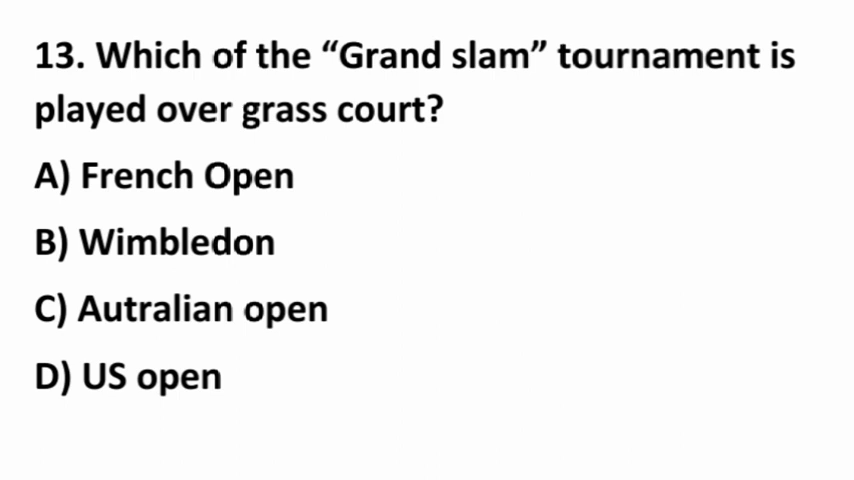 13. Which of the “Grand slam” tournament is
played over grass court?
A) French Open
B) Wimbledon
C) Autralian open
D) US open